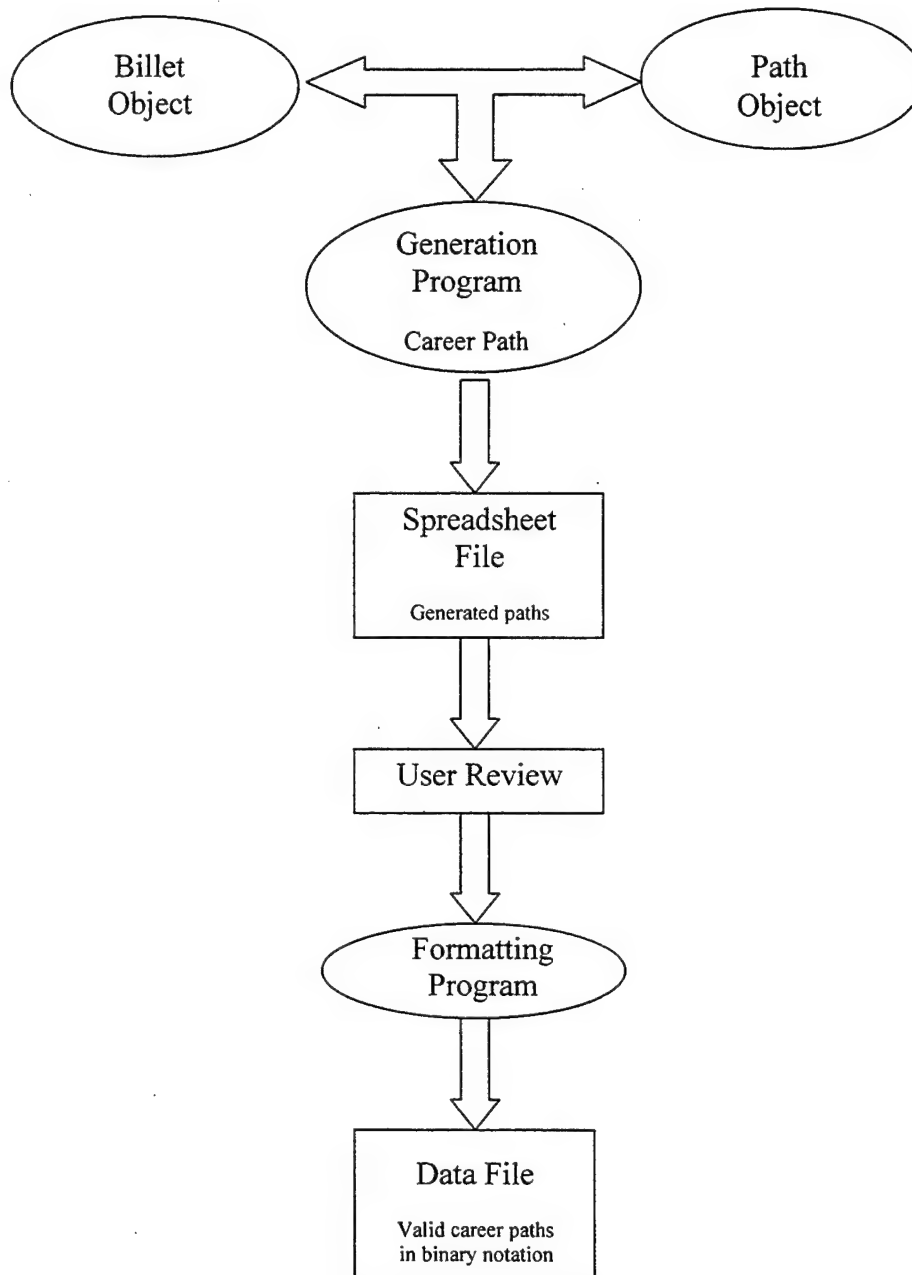 Billet
Object
Path
Object
Generation
Program
Career Path
Spreadsheet
File
Generated paths
User Review
Formatting
Program
Data File
Valid career paths
in binary notation